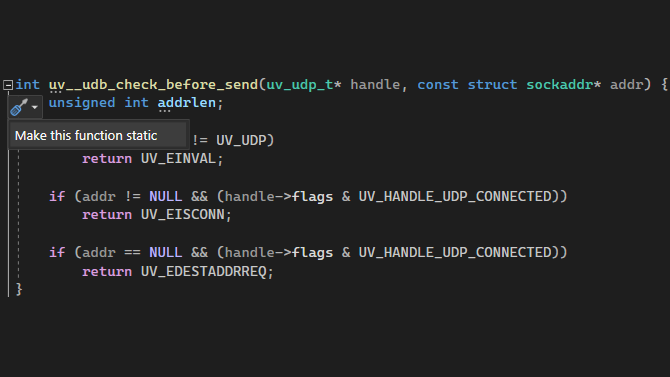 int uv__udb_check_before_send(uv_udp_t* handle, const struct sockaddr* addr) {
unsigned int addrlen;
Make this function static
!= UV_UDP)
return UV_EINVAL;
if (addr != NULL && (handle->flags & UV_HANDLE_UDP_CONNECTED))
return UV_EISCONN;
if (addr == NULL && (handle->flags & UV_HANDLE_UDP_CONNECTED))
return UV_EDESTADDRREQ;
}